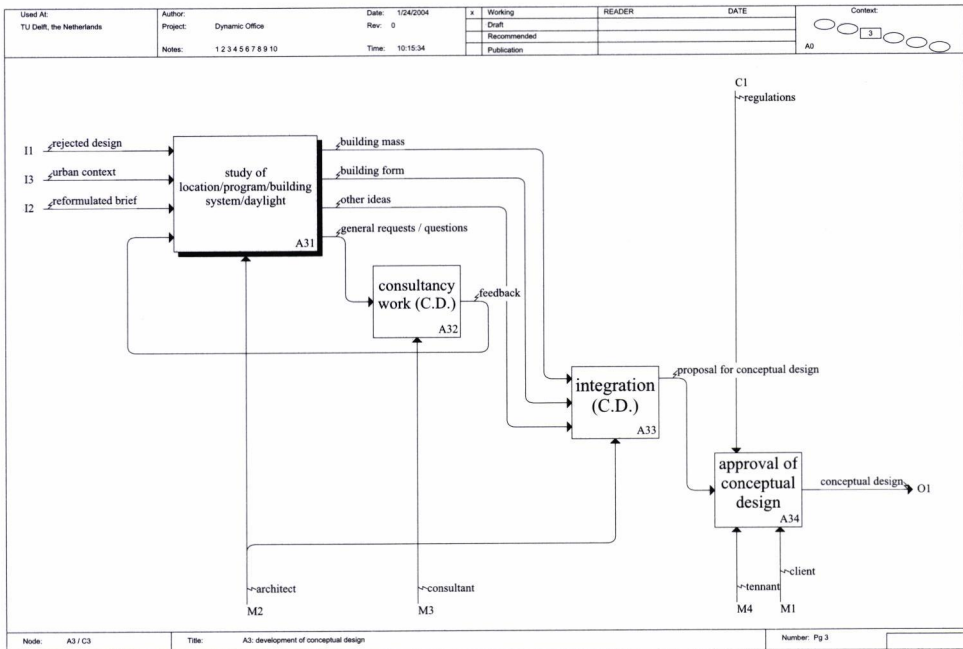 Used At:
TU Delft, the Netherlands
Author:
Project: Dynamic Office
Notes: 1 2 3 4 5 6 7 8 9 10
Date: 1/24/2004
Rev: 0
Time: 10:15:34
x Working
Draft
Recommended
Publication
READER DATE
Context:
3
A0
C1
regulations
I1 rejected design
I3 urban context
I2 reformulated brief
study of
location/program/building
system/daylight
A31
building mass
building form
other ideas
general requests / questions
consultancy
work (C.D.)
A32
feedback
integration
(C.D.)
A33
proposal for conceptual design
approval of
conceptual
design
A34
conceptual design O1
architect
M2
consultant
M3
tennant
M4
client
M1
Node: A3 / C3
Title: A3: development of conceptual design
Number: Pg 3